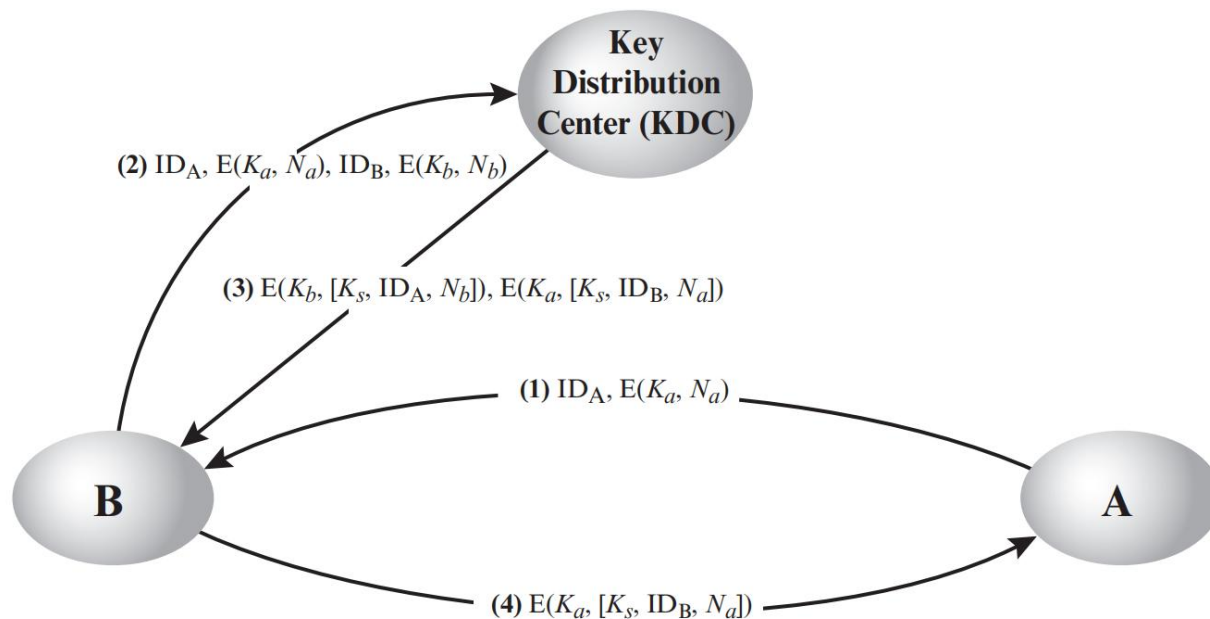 Key
Distribution
Center (KDC)
(2) ID_A, E(K_a, N_a), ID_B, E(K_b, N_b)
(3) E(K_b, [K_s, ID_A, N_b]), E(K_a, [K_s, ID_B, N_a])
(1) ID_A, E(K_a, N_a)
B
A
(4) E(K_a, [K_s, ID_B, N_a])